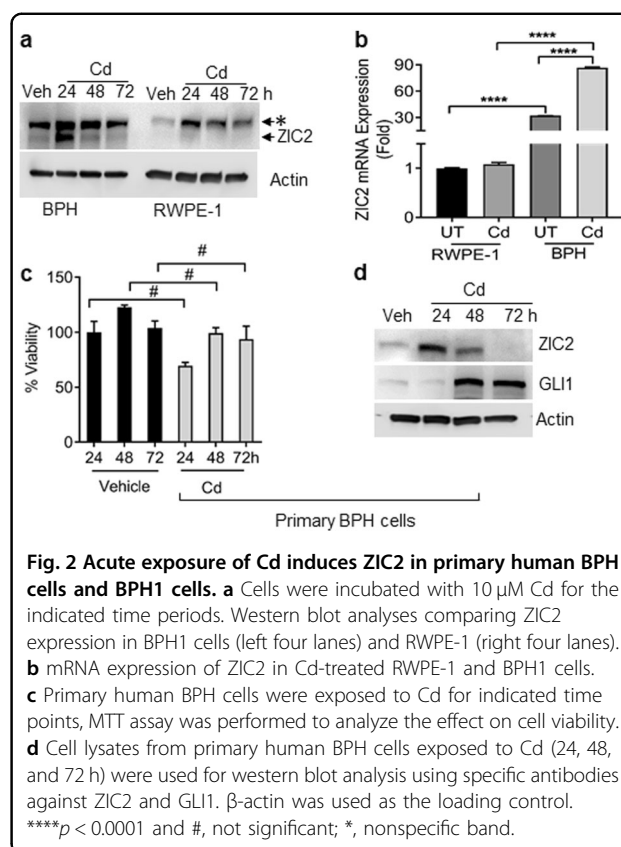 a
Cd
Veh 24 48 72 h
*
ZIC2
Actin
BPH RWPE-1
b
****
****
****
ZIC2 mRNA Expression
(Fold)
90
30
1
0
UT Cd UT Cd
RWPE-1 BPH
c
#
#
#
% Viability
150
100
50
0
24 48 72 24 48 72h
Vehicle Cd
d
Cd
Veh 24 48 72 h
ZIC2
GLI1
Actin
Primary BPH cells
Fig. 2 Acute exposure of Cd induces ZIC2 in primary human BPH
cells and BPH1 cells. a Cells were incubated with 10 µM Cd for the
indicated time periods. Western blot analyses comparing ZIC2
expression in BPH1 cells (left four lanes) and RWPE-1 (right four lanes).
b mRNA expression of ZIC2 in Cd-treated RWPE-1 and BPH1 cells.
c Primary human BPH cells were exposed to Cd for indicated time
points, MTT assay was performed to analyze the effect on cell viability.
d Cell lysates from primary human BPH cells exposed to Cd (24, 48,
and 72 h) were used for western blot analysis using specific antibodies
against ZIC2 and GLI1. β-actin was used as the loading control.
****p < 0.0001 and #, not significant; *, nonspecific band.